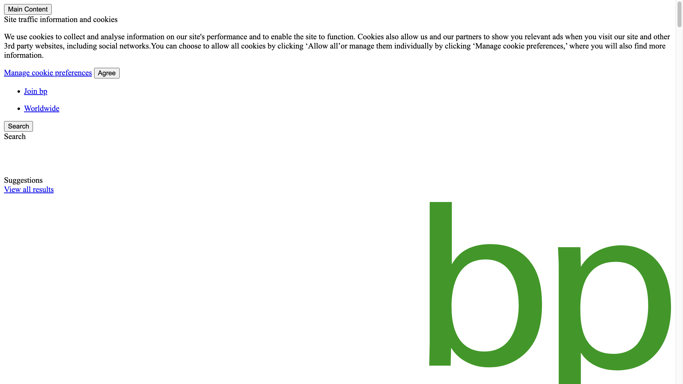 Main Content
Site traffic information and cookies
We use cookies to collect and analyse information on our site's performance and to enable the site to function. Cookies also allow us and our partners to show you relevant ads when you visit our site and other
3rd party websites, including social networks.You can choose to allow all cookies by clicking ‘Allow all’or manage them individually by clicking ‘Manage cookie preferences,’ where you will also find more
information.
Manage cookie preferences Agree
Join bp
Worldwide
Search
Search
Suggestions
View all results
bp